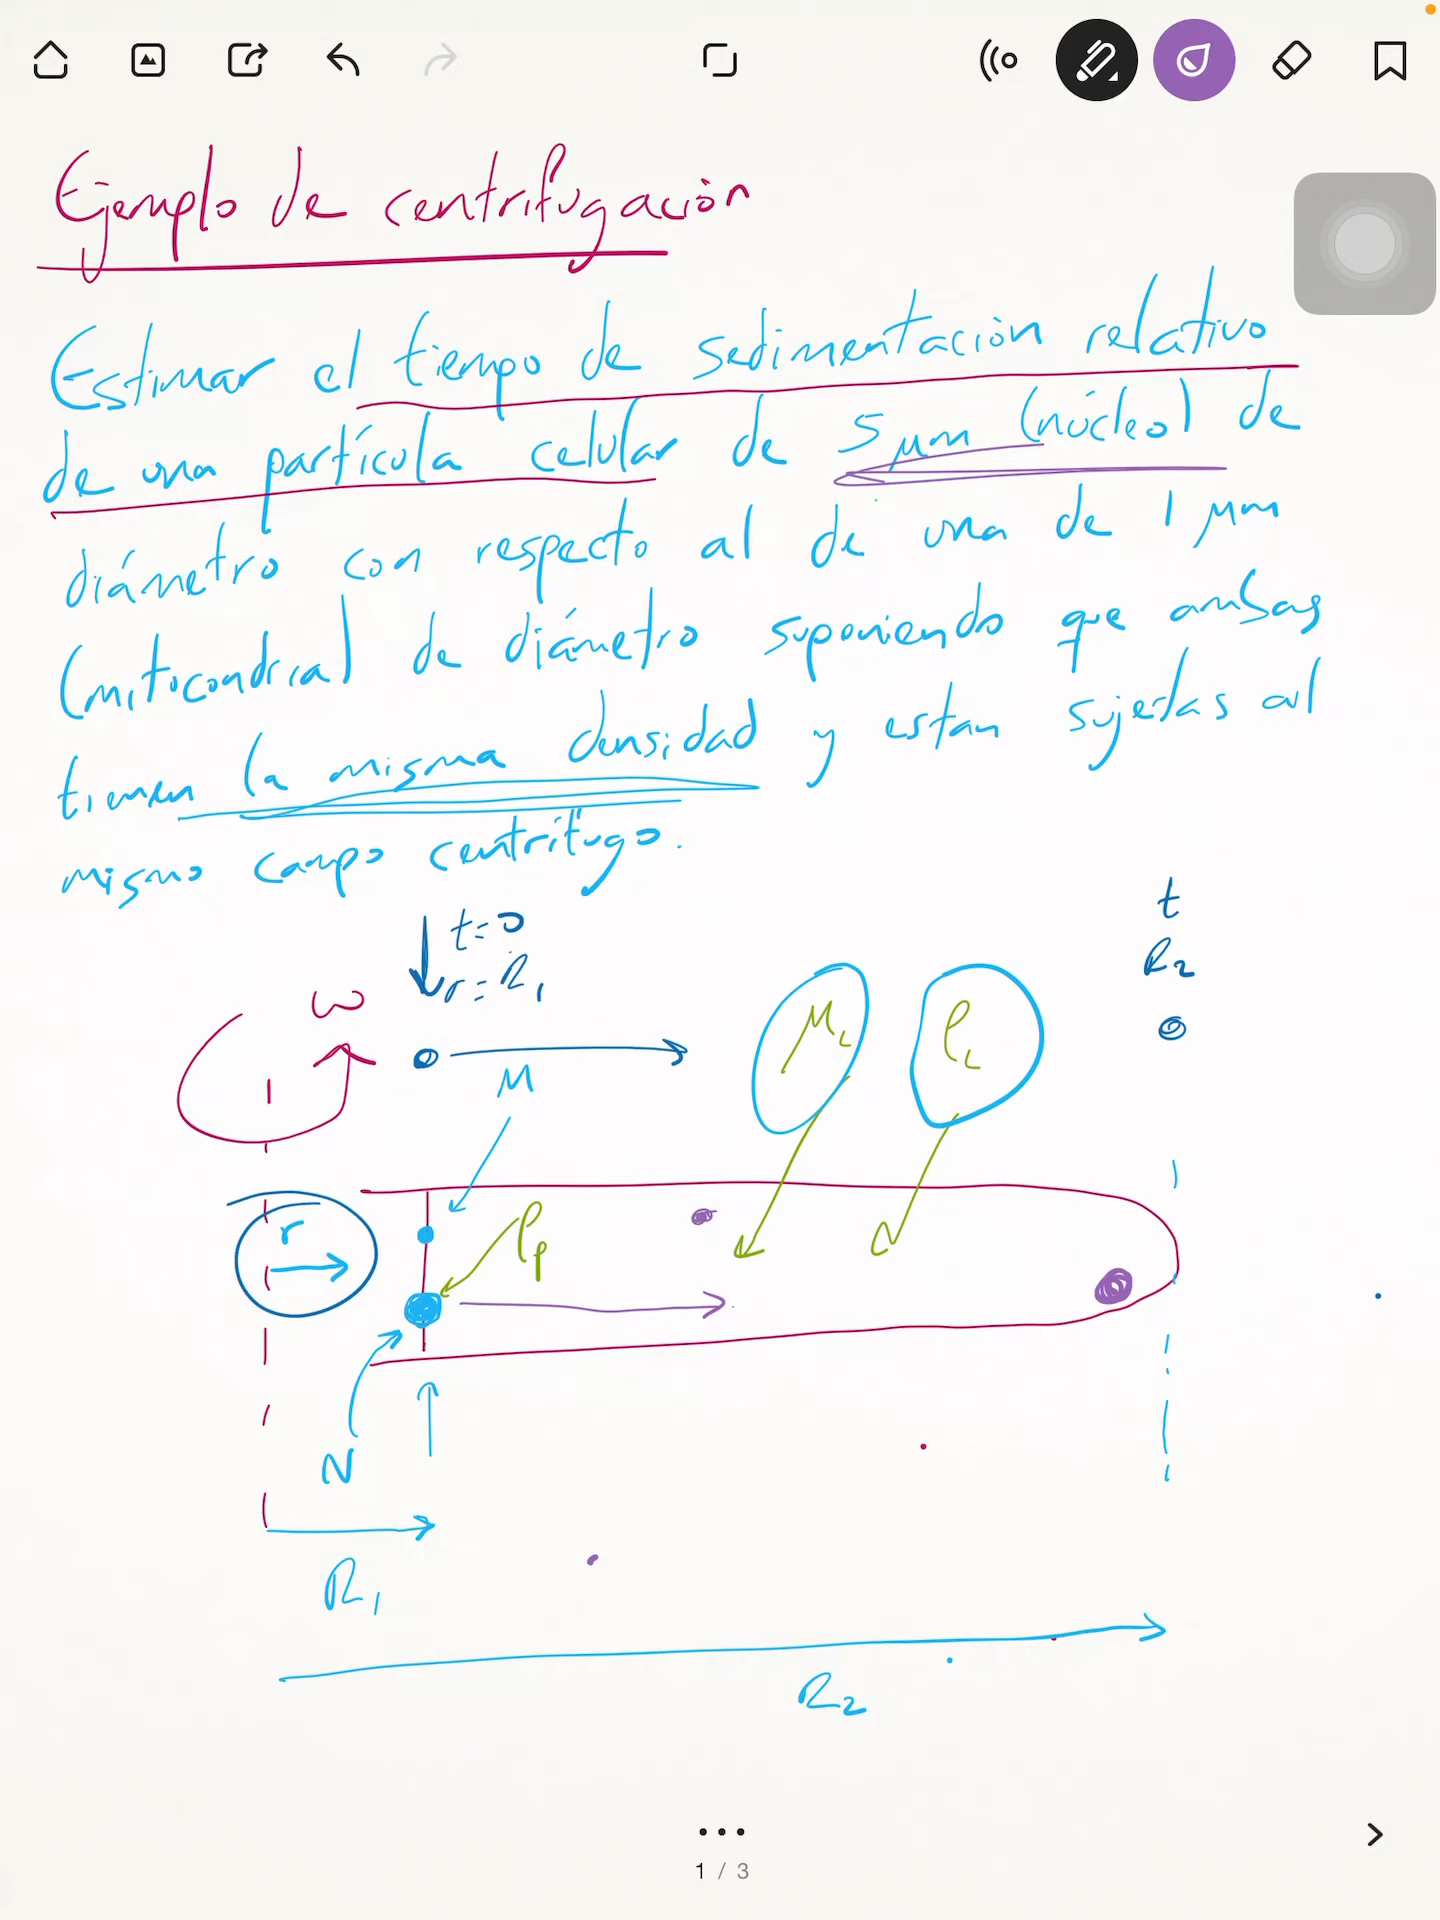 Ejemplo de centrifugación
Estimar el tiempo de sedimentación relativo
de una partícula celular de 5 μm (núcleo) de
diámetro con respecto al de una de 1 μm
(mitocondria) de diámetro suponiendo que ambas
tienen la misma densidad y estan sujetas al
mismo campo centrífugo.
t=0
r=R₁
t
R₂
ω
M
μL
ρL
r
ρp
N
R₁
R₂
1 / 3